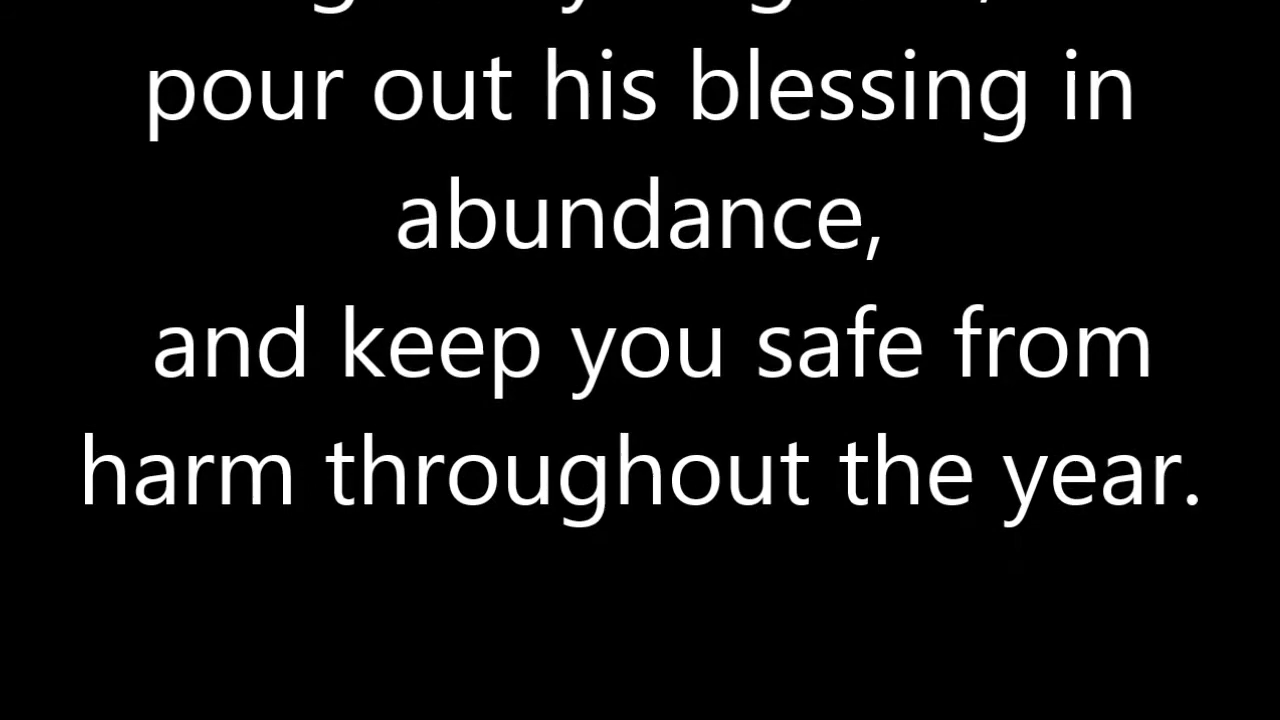 pour out his blessing in
abundance,
and keep you safe from
harm throughout the year.